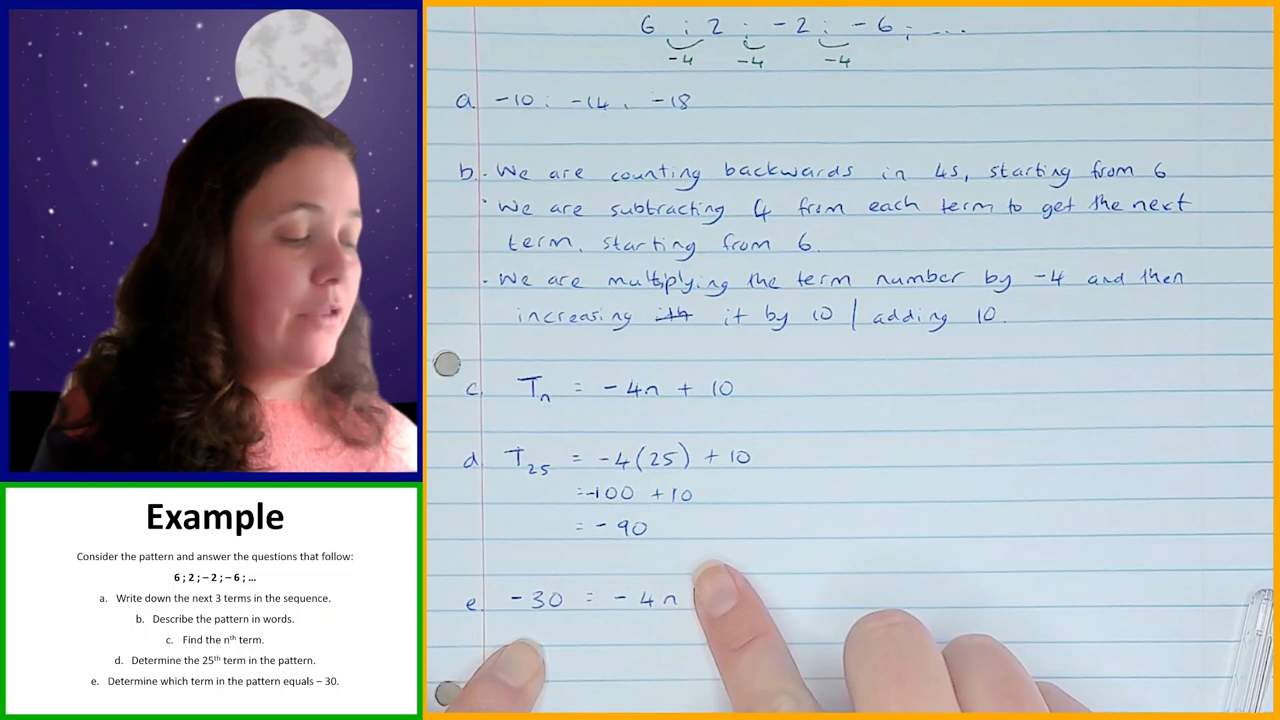 6 ; 2 ; -2 ; -6 ; ...
-4 -4 -4
a. -10 ; -14 ; -18
b. · We are counting backwards in 4s, starting from 6
· We are subtracting 4 from each term to get the next
term, starting from 6.
· We are multiplying the term number by -4 and then
increasing it by 10 | adding 10.
c. Tn = -4n + 10
d. T25 = -4(25) + 10
= -100 + 10
= -90
e. -30 = -4n
Example
Consider the pattern and answer the questions that follow:
6 ; 2 ; – 2 ; – 6 ; ...
a. Write down the next 3 terms in the sequence.
b. Describe the pattern in words.
c. Find the nth term.
d. Determine the 25th term in the pattern.
e. Determine which term in the pattern equals – 30.